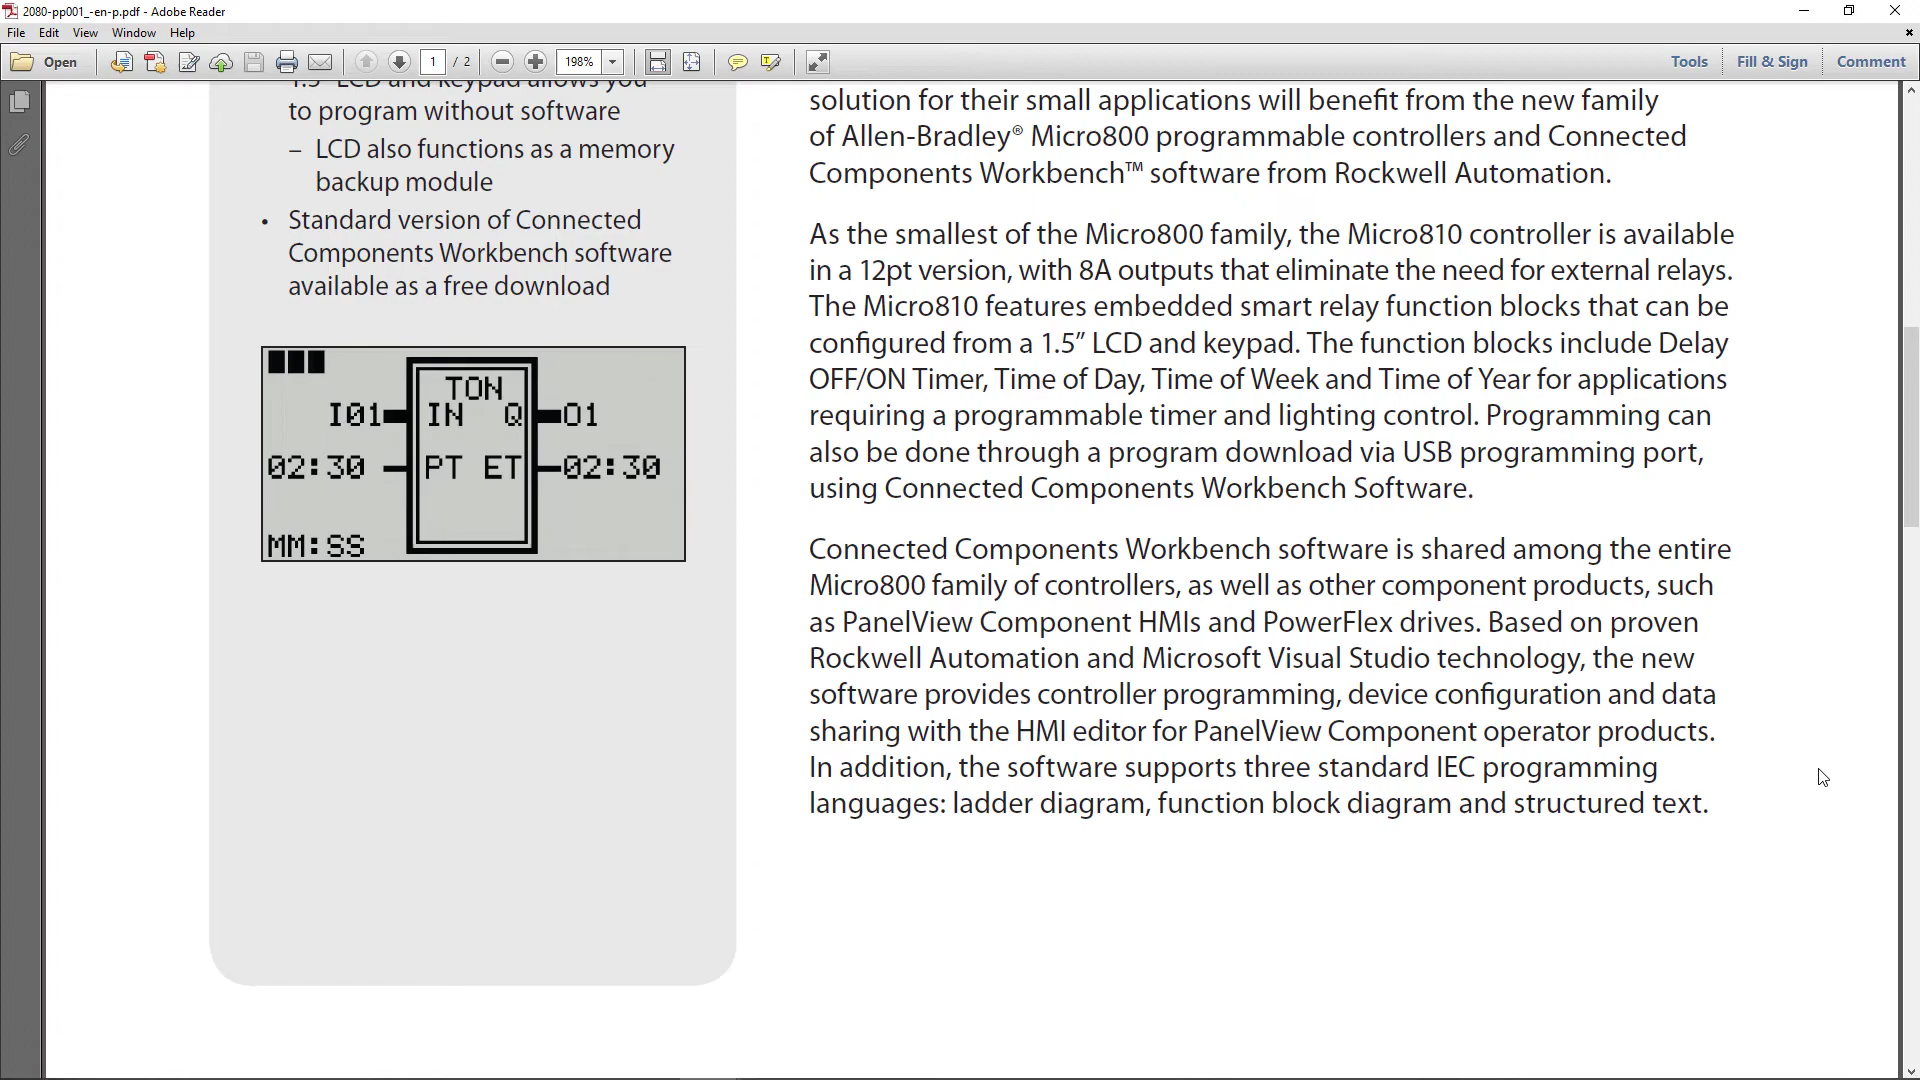 2080-pp001_-en-p.pdf - Adobe Reader
File Edit View Window Help
Open 1 / 2 198% Tools Fill & Sign Comment
1.5” LCD and keypad allows you
to program without software
– LCD also functions as a memory
backup module
• Standard version of Connected
Components Workbench software
available as a free download
TON
I01 IN Q O1
02:30 PT ET 02:30
MM:SS
solution for their small applications will benefit from the new family
of Allen-Bradley® Micro800 programmable controllers and Connected
Components Workbench™ software from Rockwell Automation.
As the smallest of the Micro800 family, the Micro810 controller is available
in a 12pt version, with 8A outputs that eliminate the need for external relays.
The Micro810 features embedded smart relay function blocks that can be
configured from a 1.5” LCD and keypad. The function blocks include Delay
OFF/ON Timer, Time of Day, Time of Week and Time of Year for applications
requiring a programmable timer and lighting control. Programming can
also be done through a program download via USB programming port,
using Connected Components Workbench Software.
Connected Components Workbench software is shared among the entire
Micro800 family of controllers, as well as other component products, such
as PanelView Component HMIs and PowerFlex drives. Based on proven
Rockwell Automation and Microsoft Visual Studio technology, the new
software provides controller programming, device configuration and data
sharing with the HMI editor for PanelView Component operator products.
In addition, the software supports three standard IEC programming
languages: ladder diagram, function block diagram and structured text.